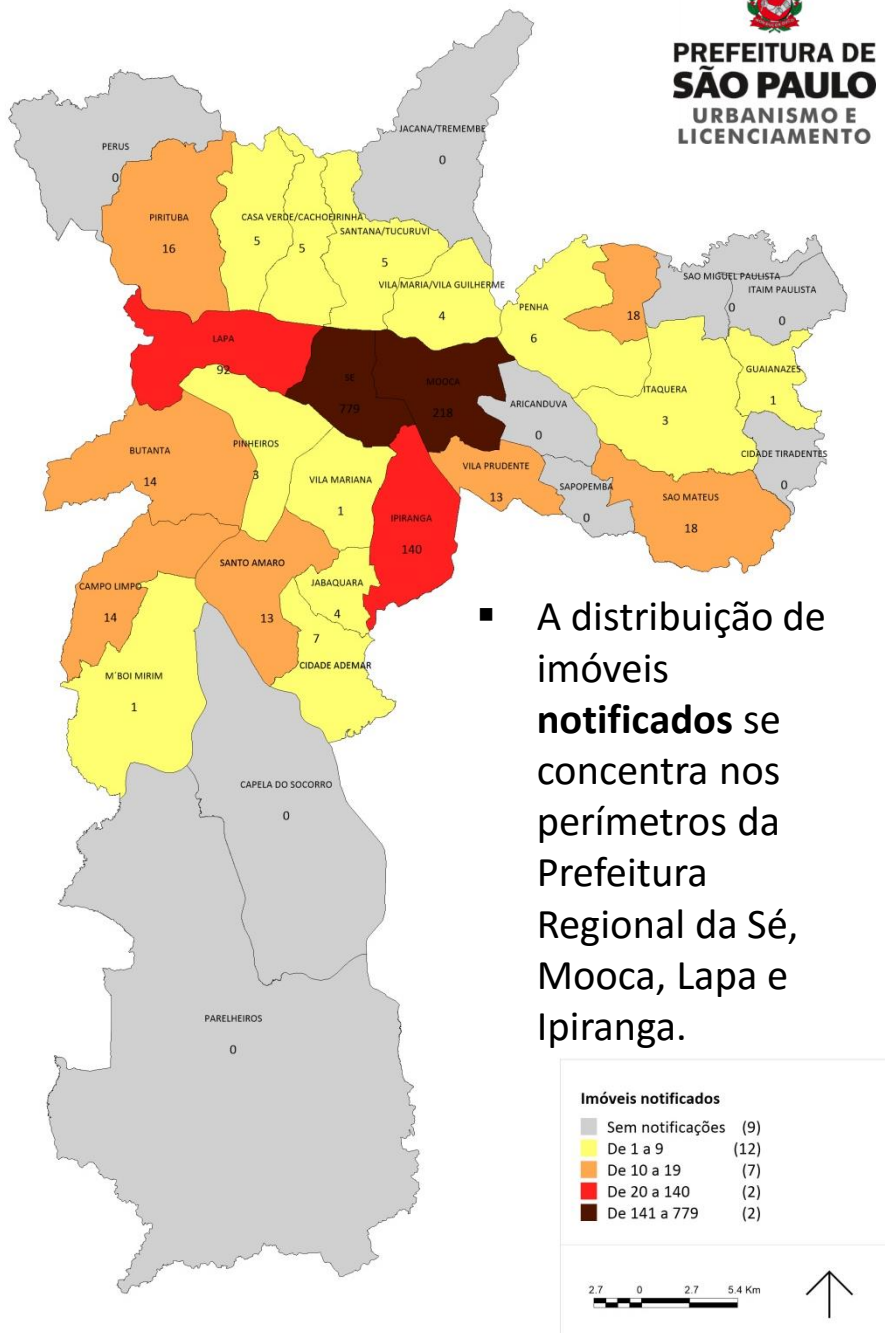 PREFEITURA DE
SÃO PAULO
URBANISMO E
LICENCIAMENTO
JACANA/TREMEMBE
0
PERUS
0
PIRITUBA
16
CASA VERDE/CACHOEIRINHA
5
5
SANTANA/TUCURUVI
5
VILA MARIA/VILA GUILHERME
4
PENHA
6
18
SAO MIGUEL PAULISTA
0
ITAIM PAULISTA
0
LAPA
92
SE
779
MOOCA
218
ARICANDUVA
0
ITAQUERA
3
GUAIANAZES
1
CIDADE TIRADENTES
0
BUTANTA
14
PINHEIROS
3
VILA MARIANA
1
IPIRANGA
140
VILA PRUDENTE
13
SAPOPEMBA
0
SAO MATEUS
18
CAMPO LIMPO
14
SANTO AMARO
13
JABAQUARA
4
7
CIDADE ADEMAR
M´BOI MIRIM
1
CAPELA DO SOCORRO
0
PARELHEIROS
0
▪ A distribuição de
imóveis
notificados se
concentra nos
perímetros da
Prefeitura
Regional da Sé,
Mooca, Lapa e
Ipiranga.
Imóveis notificados
Sem notificações (9)
De 1 a 9 (12)
De 10 a 19 (7)
De 20 a 140 (2)
De 141 a 779 (2)
2.7 0 2.7 5.4 Km